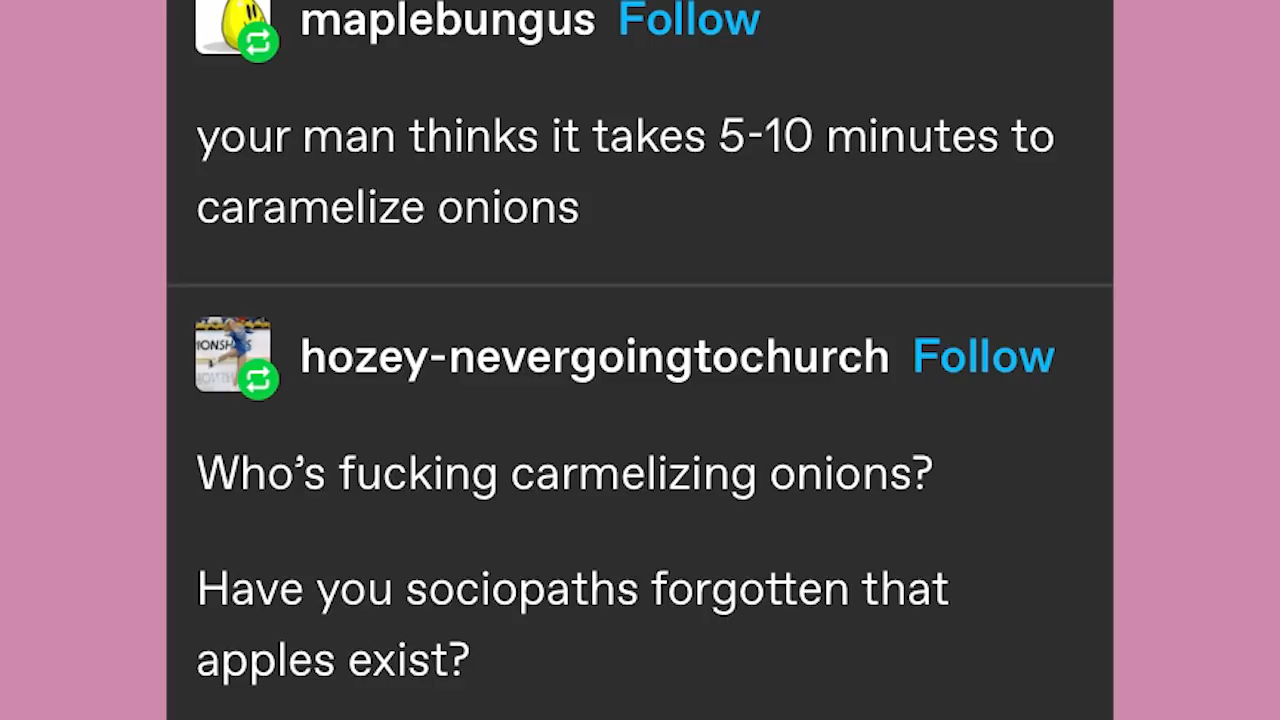 maplebungus Follow
your man thinks it takes 5-10 minutes to
caramelize onions
IONSH S
hozey-nevergoingtochurch Follow
Who's fucking carmelizing onions?
Have you sociopaths forgotten that
apples exist?